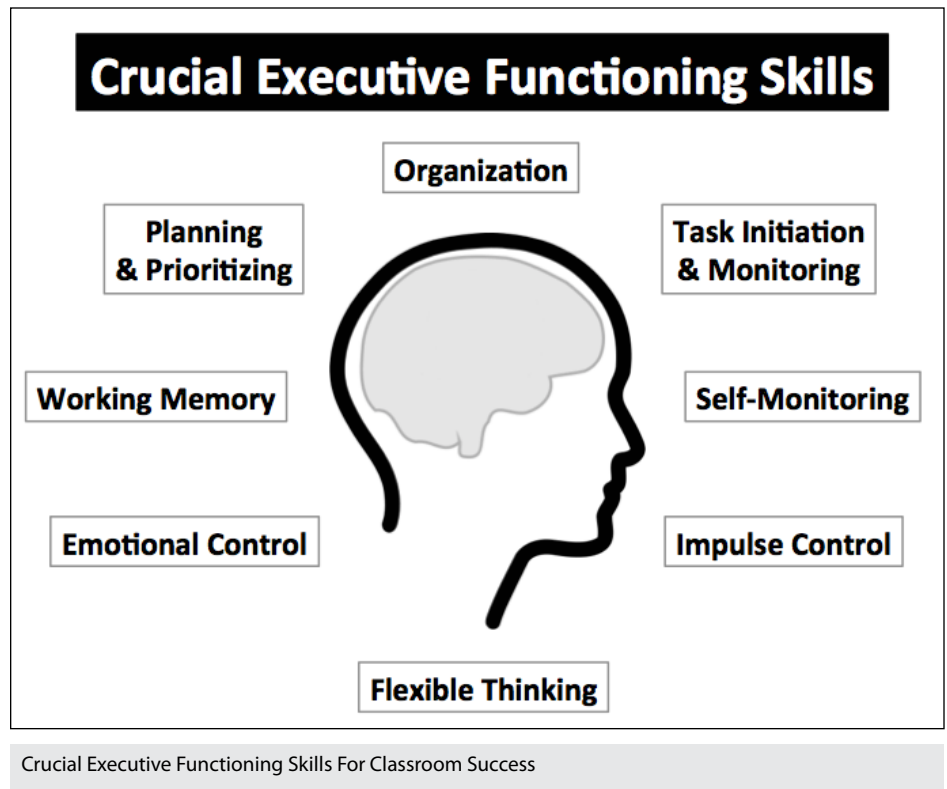 Crucial Executive Functioning Skills
Organization
Planning
& Prioritizing
Task Initiation
& Monitoring
Working Memory
Self-Monitoring
Emotional Control
Impulse Control
Flexible Thinking
Crucial Executive Functioning Skills For Classroom Success